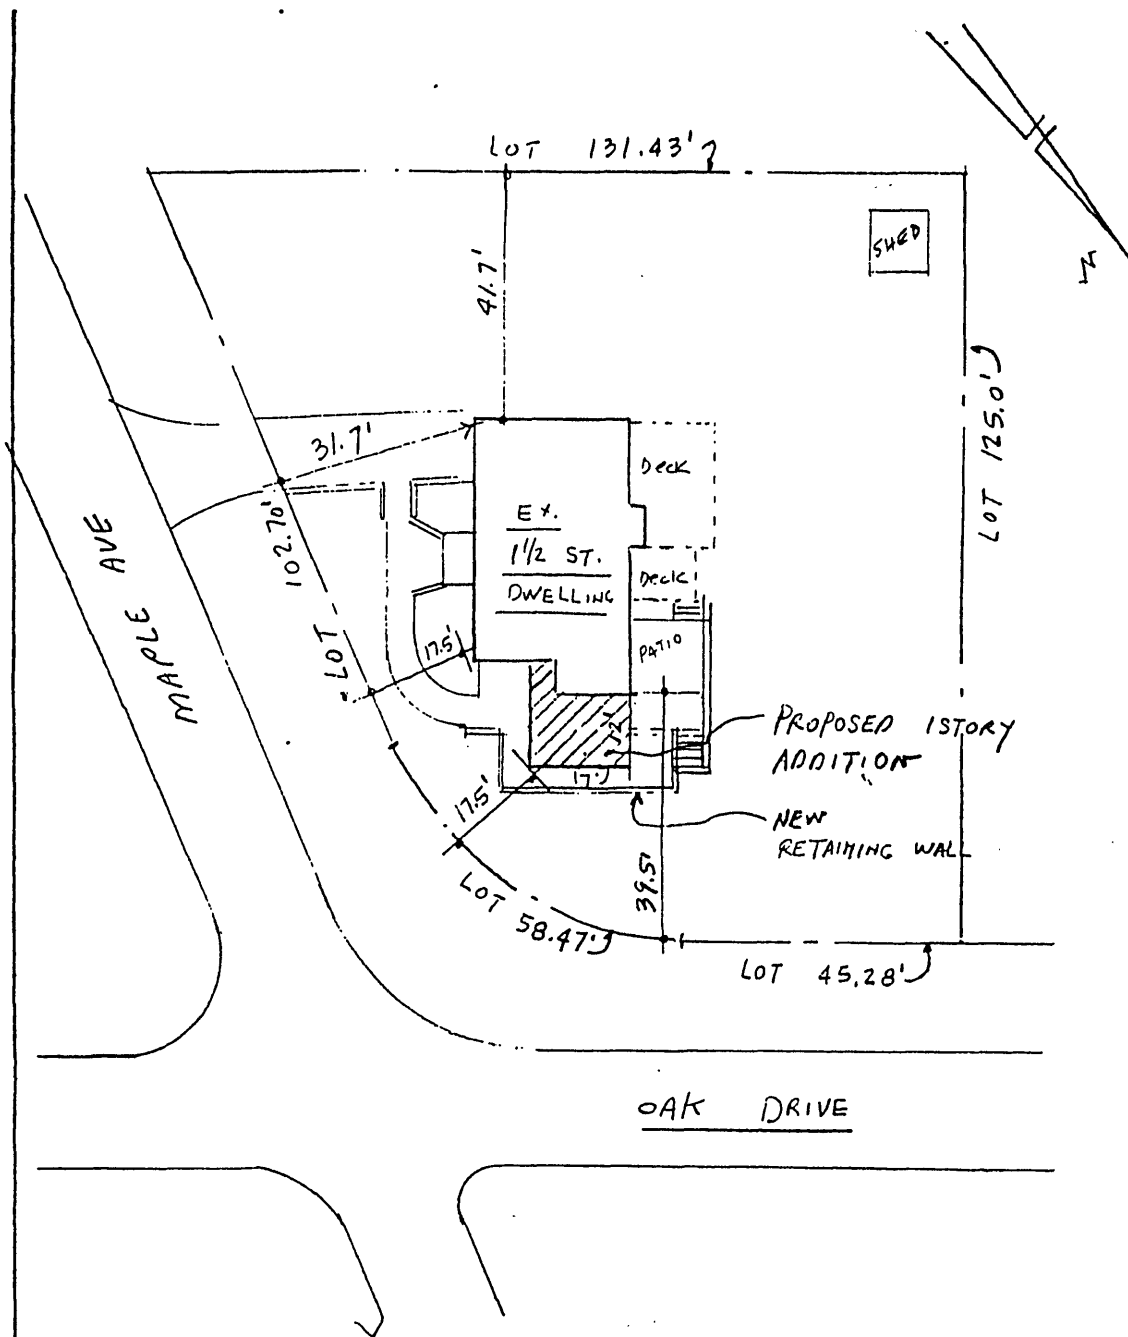 LOT 131.43'
SHED
N
41.7'
LOT 125.0'
31.7'
Deck
MAPLE AVE
LOT 102.70'
EX.
1 1/2 ST.
DWELLING
Deck
17.5'
PATIO
12'
17'
PROPOSED 1STORY
ADDITION
17.5'
NEW
RETAINING WALL
39.5'
LOT 58.47'
LOT 45.28'
OAK DRIVE